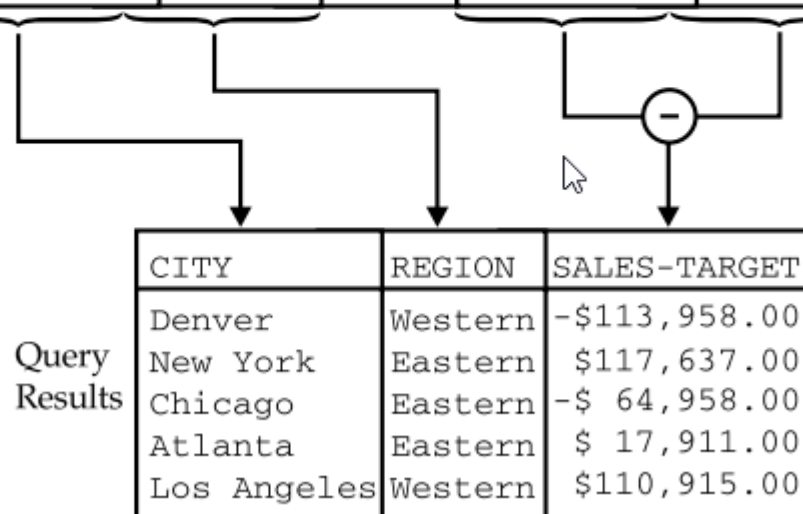 -
CITY REGION SALES-TARGET
Denver Western -$113,958.00
New York Eastern $117,637.00
Chicago Eastern -$ 64,958.00
Atlanta Eastern $ 17,911.00
Los Angeles Western $110,915.00
Query
Results